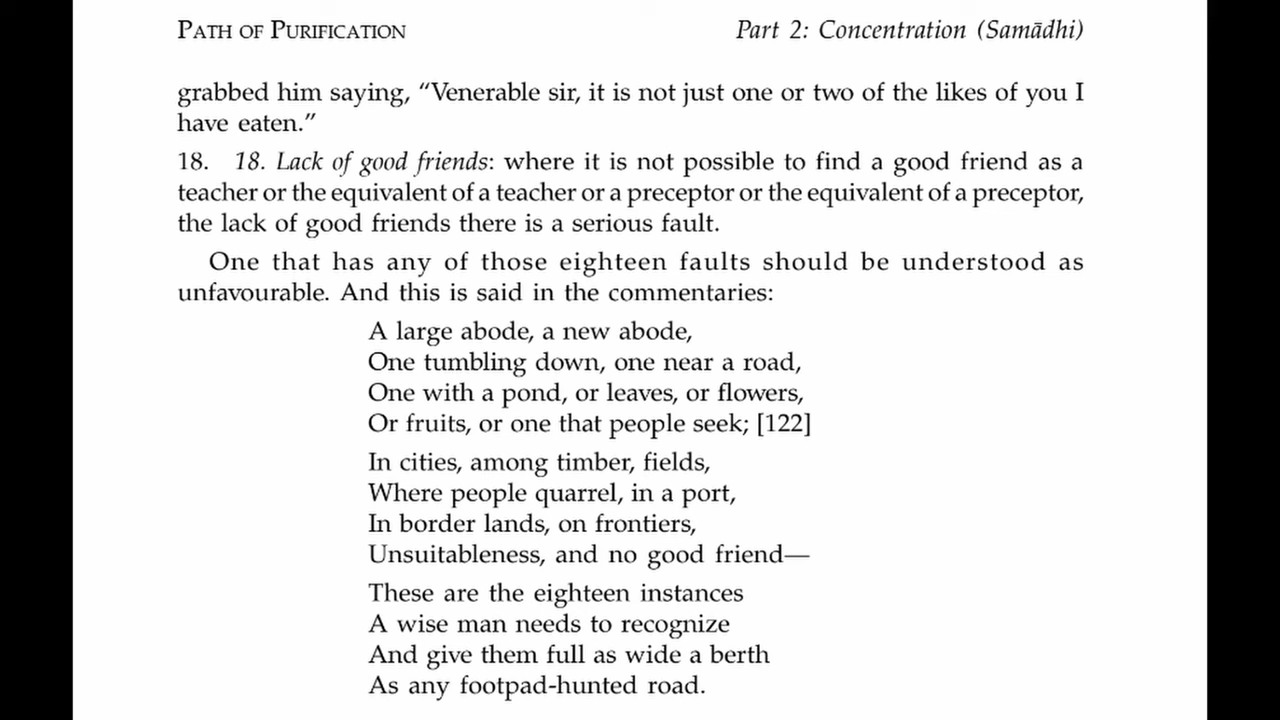 PATH OF PURIFICATION
Part 2: Concentration (Samādhi)
grabbed him saying, “Venerable sir, it is not just one or two of the likes of you I
have eaten.”
18. 18. Lack of good friends: where it is not possible to find a good friend as a
teacher or the equivalent of a teacher or a preceptor or the equivalent of a preceptor,
the lack of good friends there is a serious fault.
One that has any of those eighteen faults should be understood as
unfavourable. And this is said in the commentaries:
A large abode, a new abode,
One tumbling down, one near a road,
One with a pond, or leaves, or flowers,
Or fruits, or one that people seek; [122]
In cities, among timber, fields,
Where people quarrel, in a port,
In border lands, on frontiers,
Unsuitableness, and no good friend—
These are the eighteen instances
A wise man needs to recognize
And give them full as wide a berth
As any footpad-hunted road.